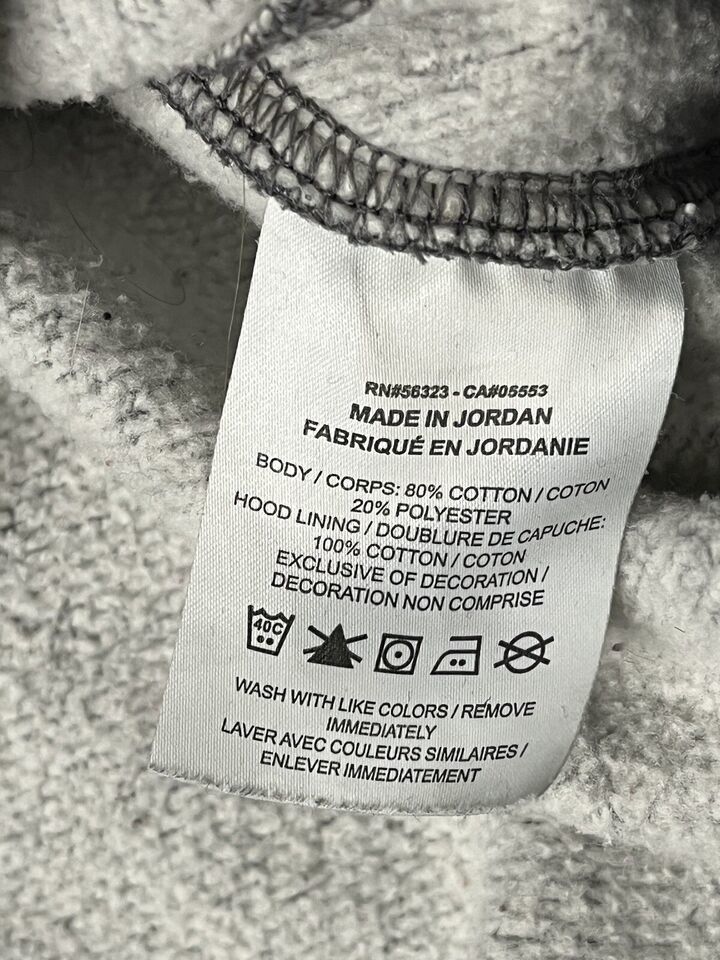 RN#56323 - CA#05553
MADE IN JORDAN
FABRIQUÉ EN JORDANIE
BODY / CORPS: 80% COTTON / COTON
20% POLYESTER
HOOD LINING / DOUBLURE DE CAPUCHE:
100% COTTON / COTON
EXCLUSIVE OF DECORATION /
DECORATION NON COMPRISE
40C
WASH WITH LIKE COLORS / REMOVE
IMMEDIATELY
LAVER AVEC COULEURS SIMILAIRES /
ENLEVER IMMEDIATEMENT